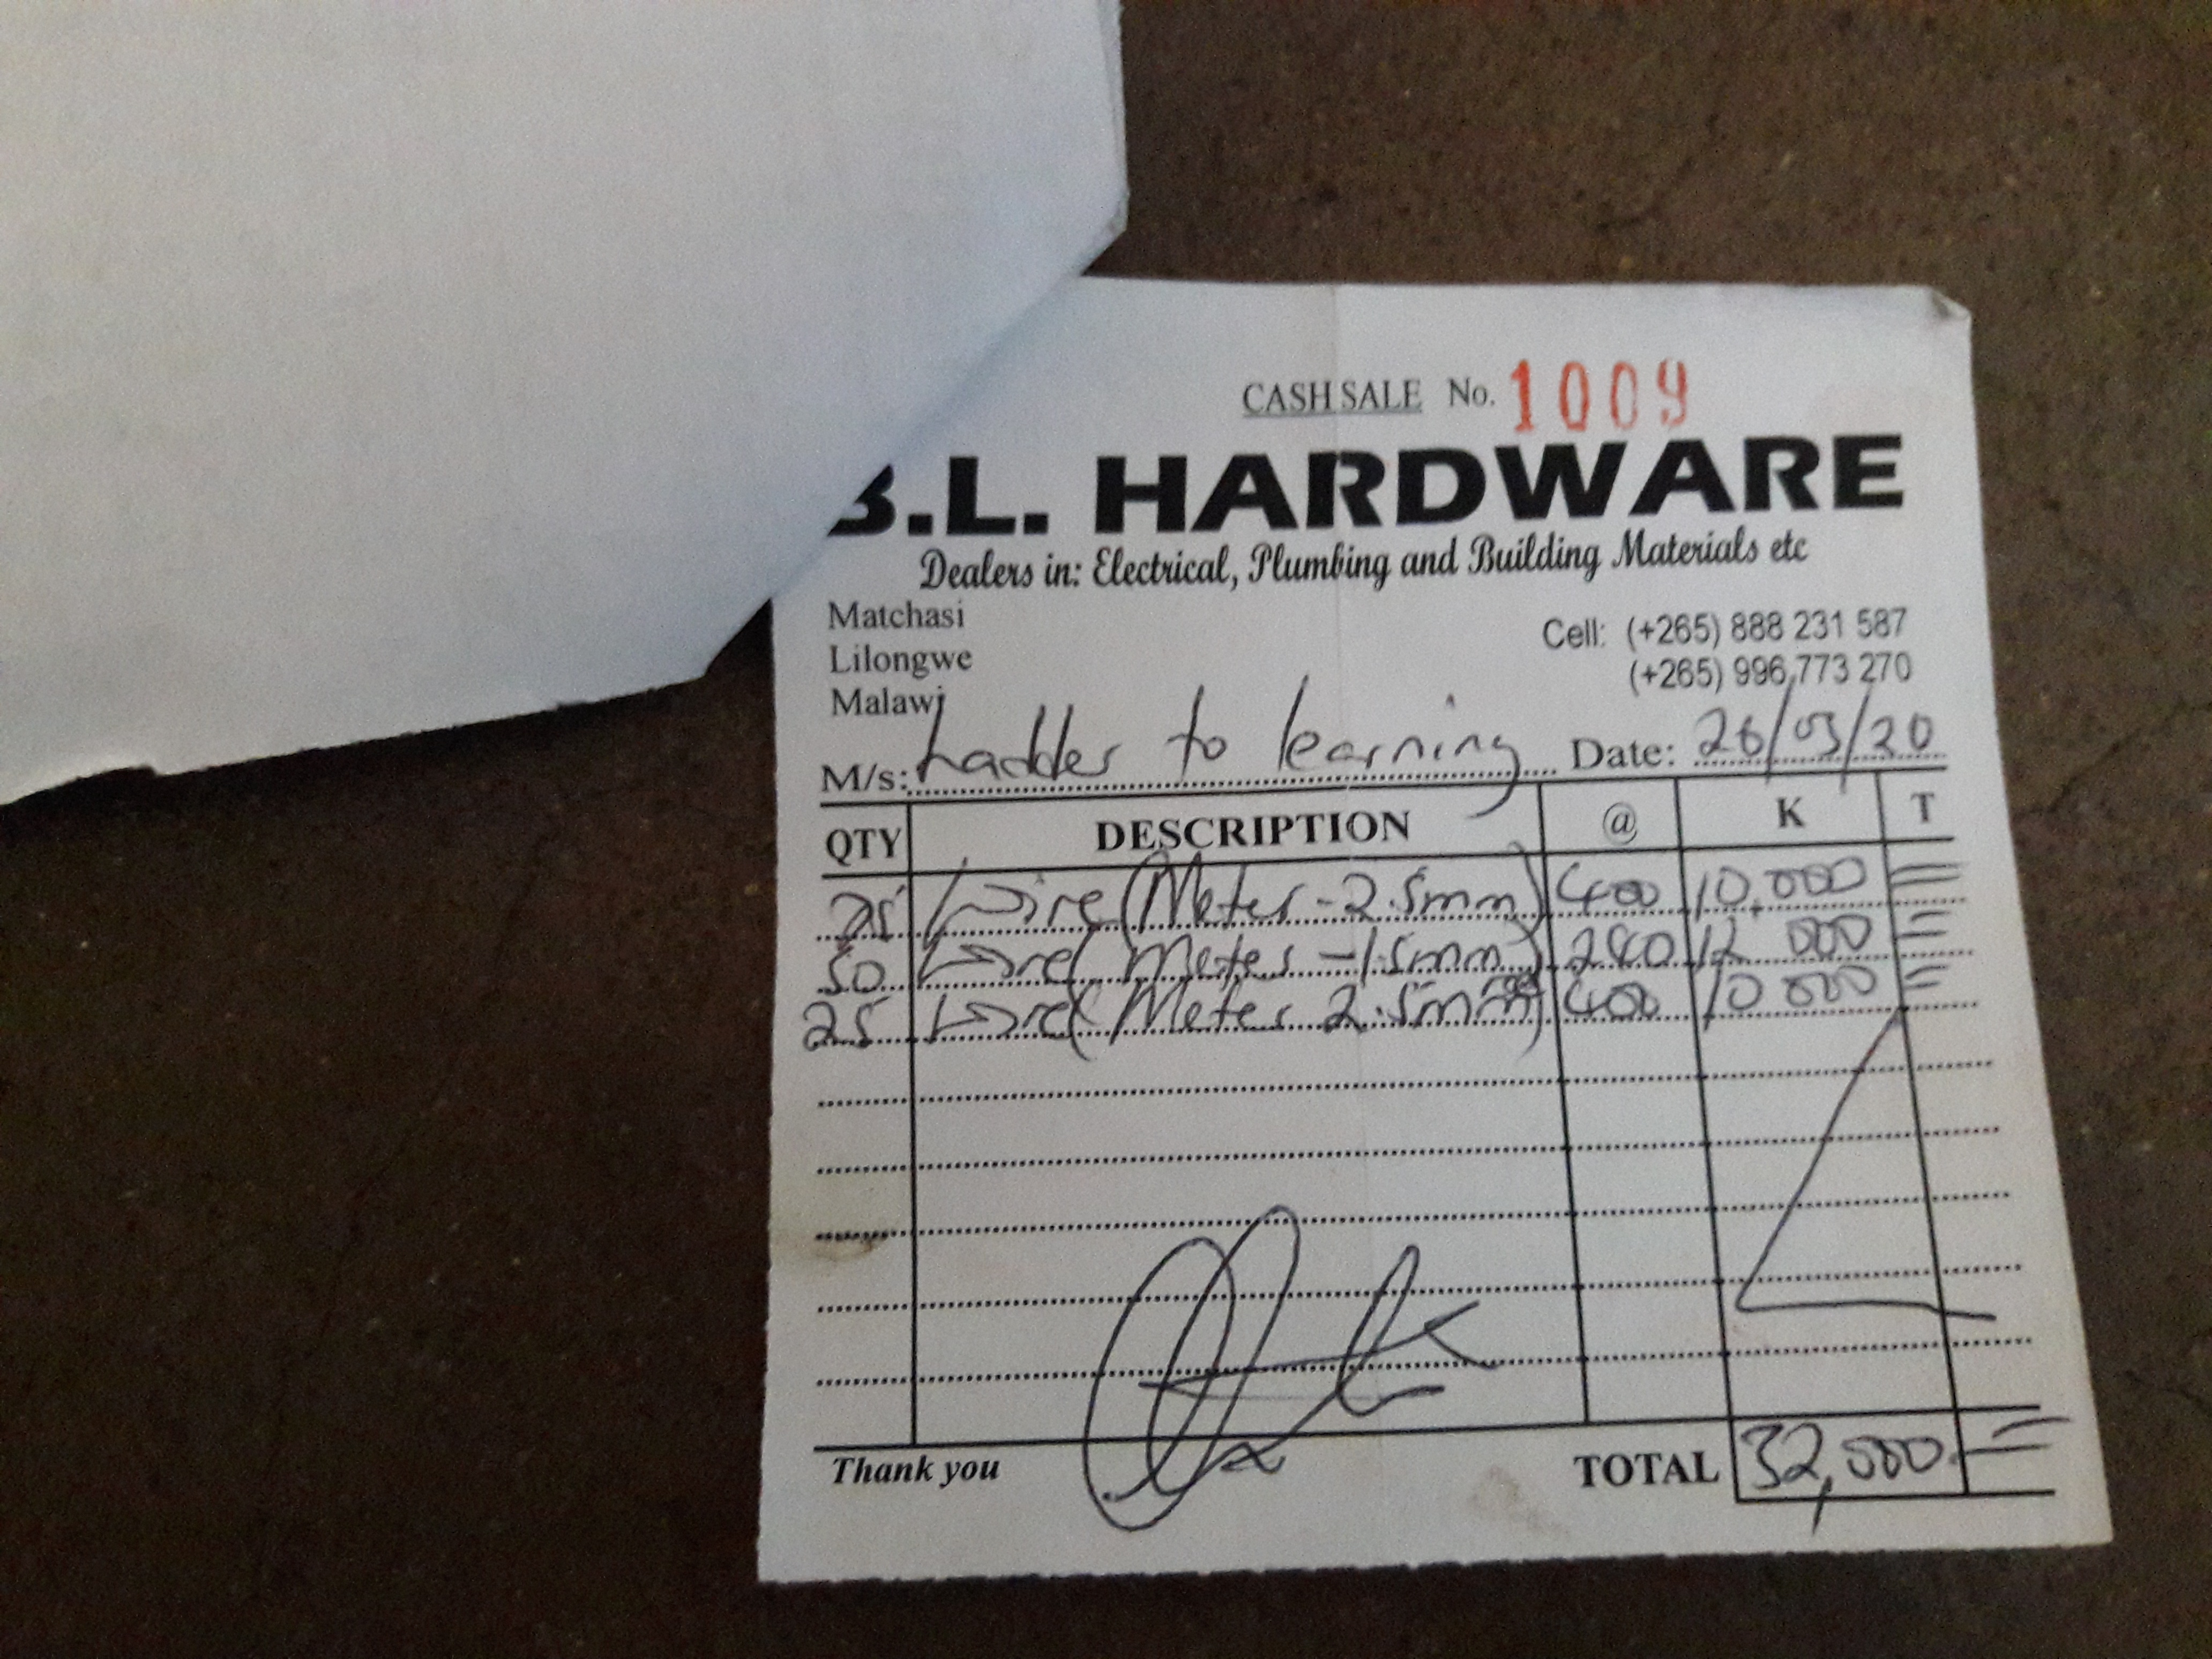 CASH SALE No. 1009
B.L. HARDWARE
Dealers in: Electrical, Plumbing and Building Materials etc
Matchasi
Lilongwe
Malawi
Cell: (+265) 888 231 587
(+265) 996 773 270
M/s: Ladder to learning Date: 26/03/20
QTY DESCRIPTION @ K T
25 Wire (Meter - 2.5mm) 400 10,000 =
50 Wire (Meter - 1.5mm) 240 12 000 =
25 Wire (Meter 2.5mm) 400 10 000 =
Thank you TOTAL 32,000 =